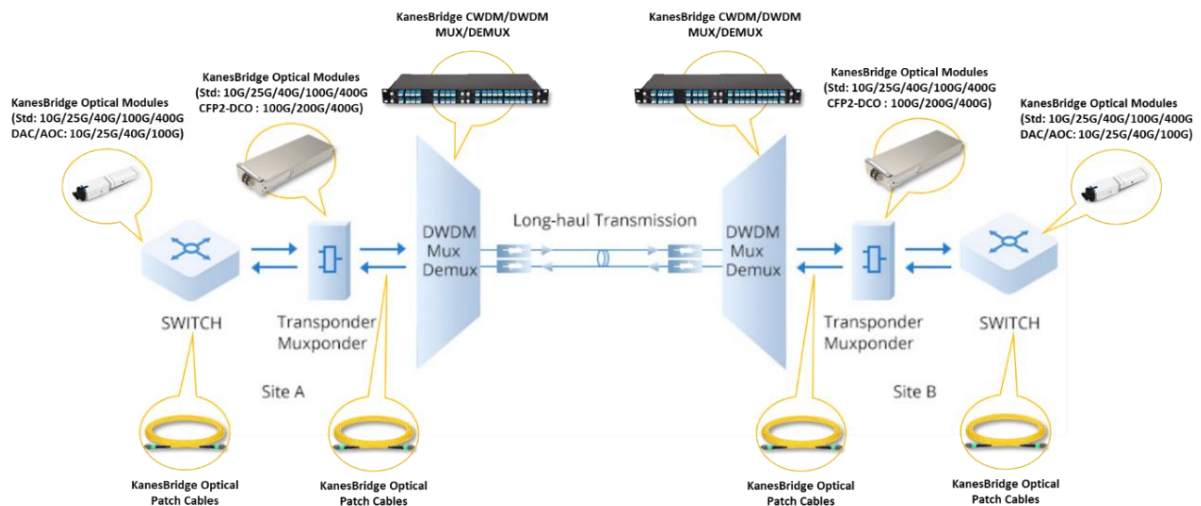 KanesBridge CWDM/DWDM
MUX/DEMUX
KanesBridge CWDM/DWDM
MUX/DEMUX
KanesBridge Optical Modules
(Std: 10G/25G/40G/100G/400G
CFP2-DCO : 100G/200G/400G)
KanesBridge Optical Modules
(Std: 10G/25G/40G/100G/400G
CFP2-DCO : 100G/200G/400G)
KanesBridge Optical Modules
(Std: 10G/25G/40G/100G/400G
DAC/AOC: 10G/25G/40G/100G)
KanesBridge Optical Modules
(Std: 10G/25G/40G/100G/400G
DAC/AOC: 10G/25G/40G/100G)
DWDM
Mux
Demux
Long-haul Transmission
DWDM
Mux
Demux
SWITCH
Transponder
Muxponder
Transponder
Muxponder
SWITCH
Site A
Site B
KanesBridge Optical
Patch Cables
KanesBridge Optical
Patch Cables
KanesBridge Optical
Patch Cables
KanesBridge Optical
Patch Cables